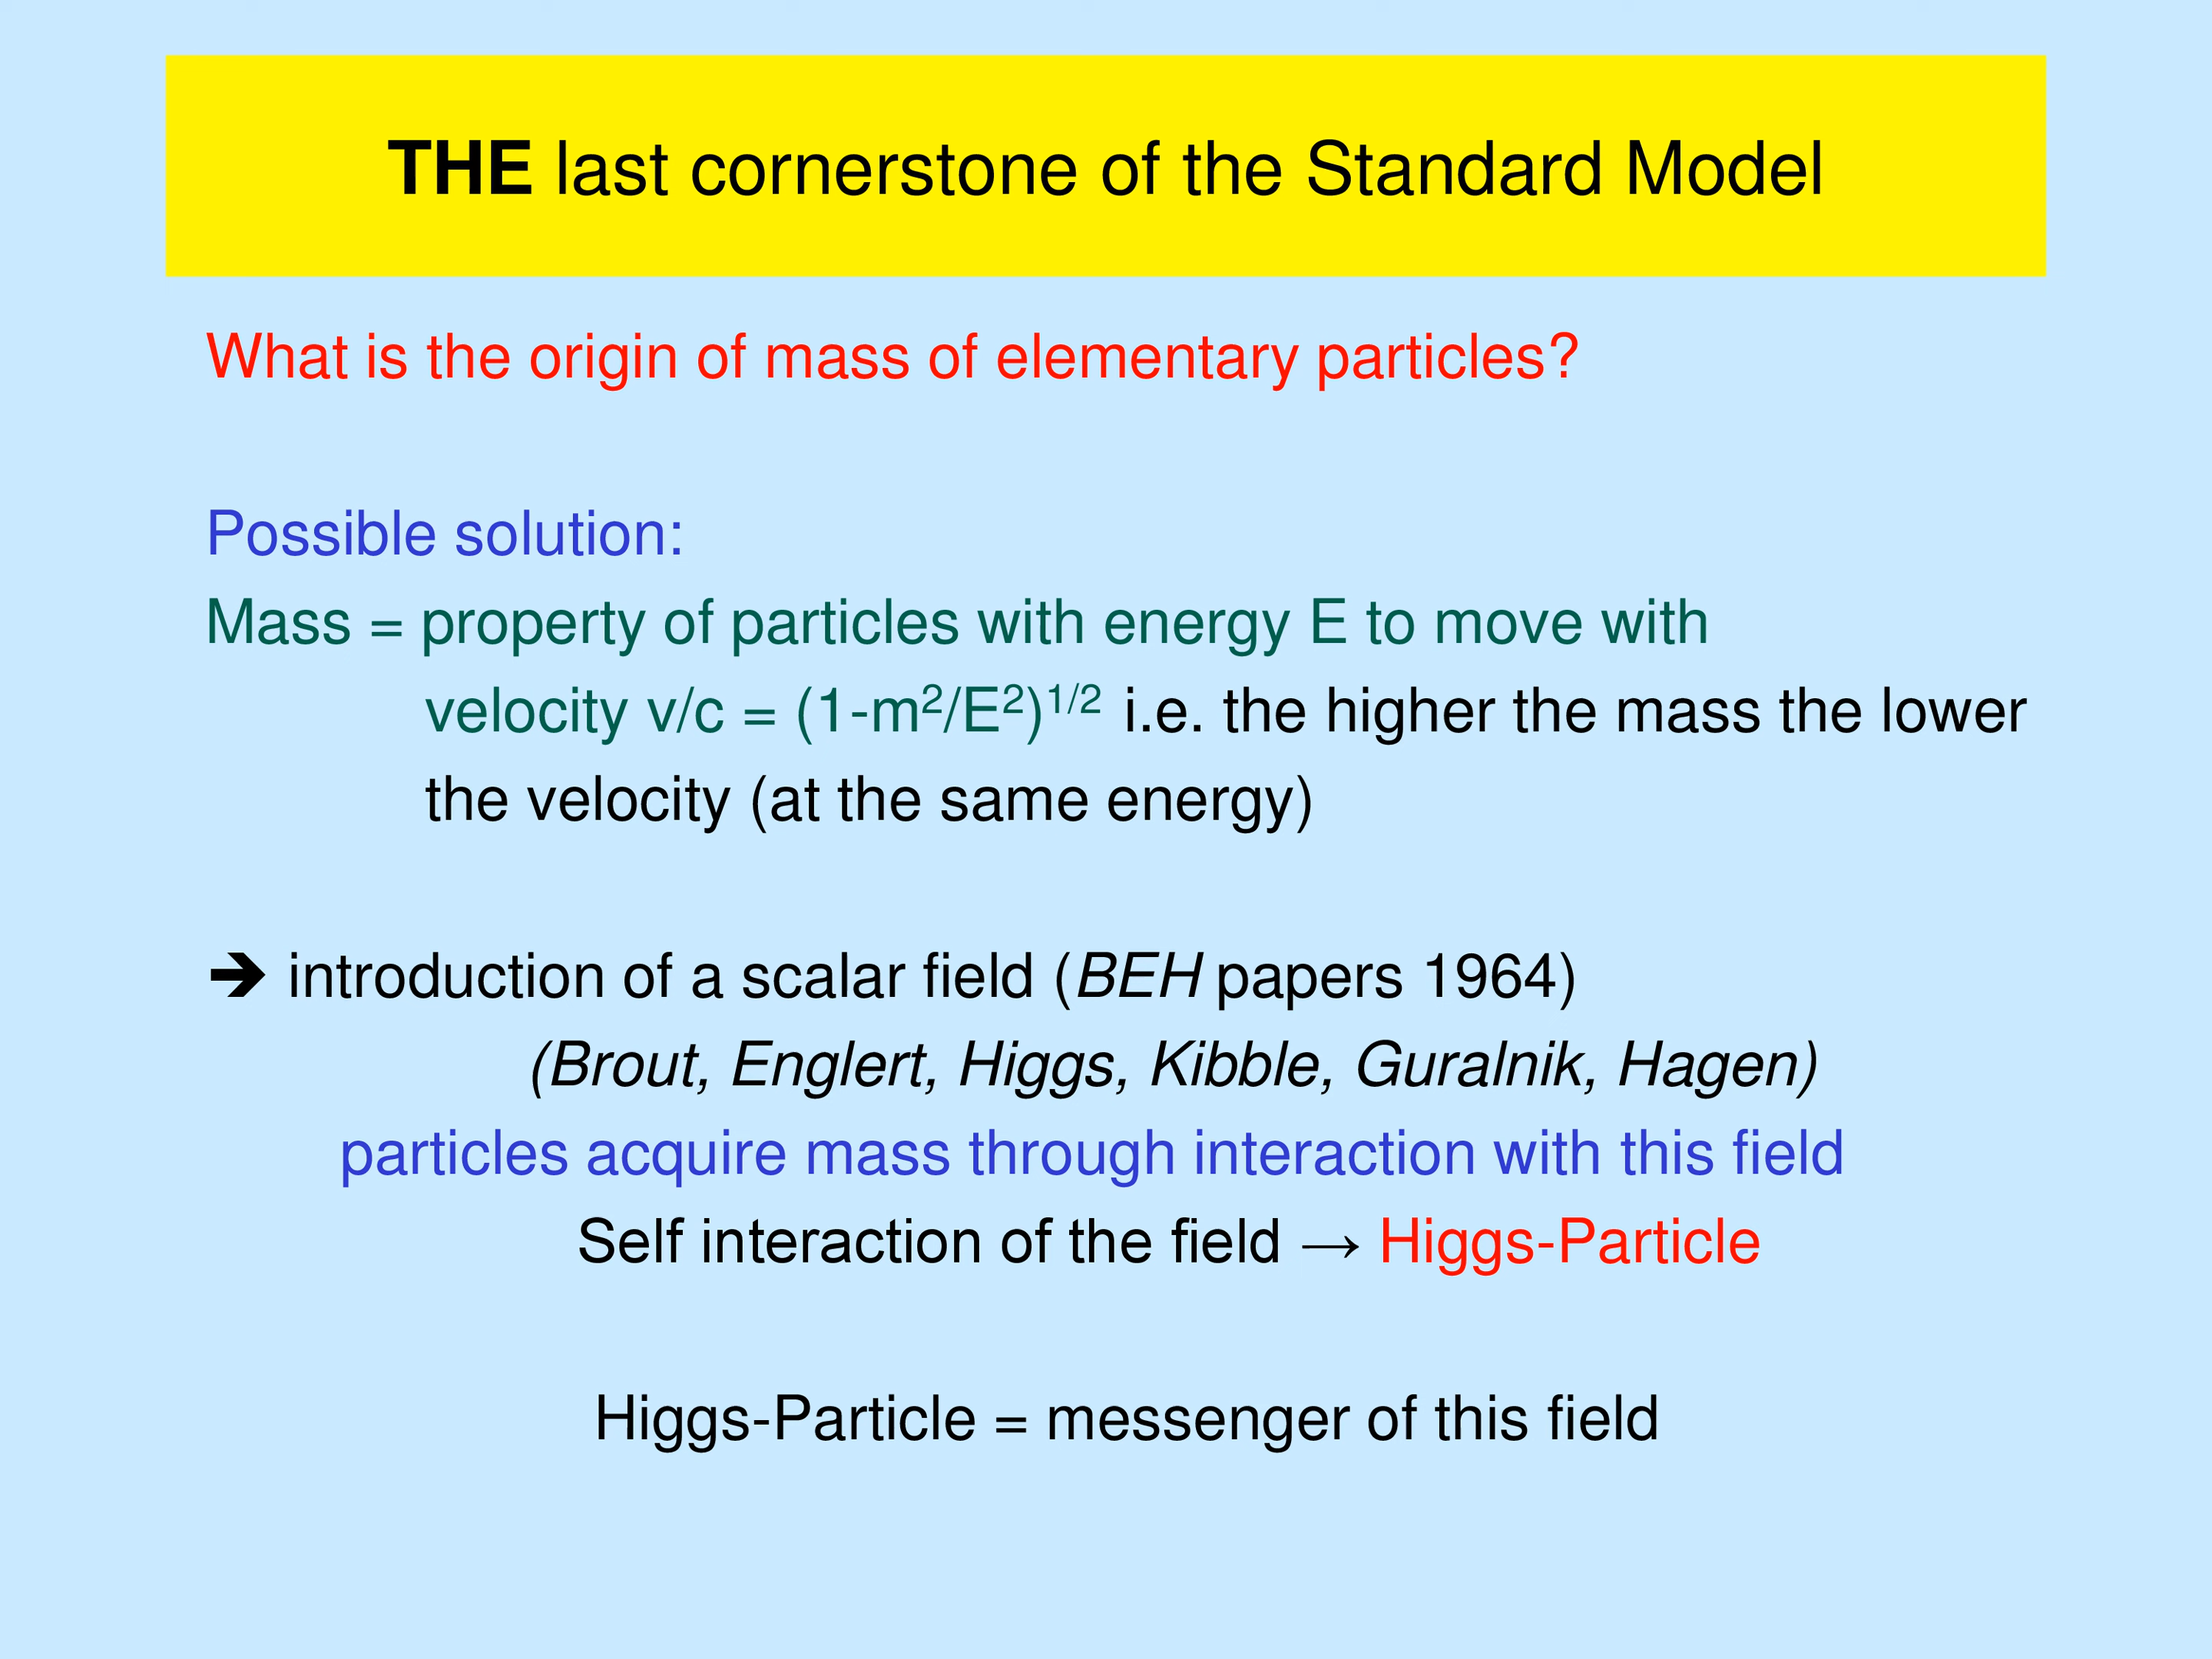 THE last cornerstone of the Standard Model
What is the origin of mass of elementary particles?
Possible solution:
Mass = property of particles with energy E to move with
velocity v/c = (1-m²/E²)¹/² i.e. the higher the mass the lower
the velocity (at the same energy)
➔ introduction of a scalar field (BEH papers 1964)
(Brout, Englert, Higgs, Kibble, Guralnik, Hagen)
particles acquire mass through interaction with this field
Self interaction of the field → Higgs-Particle
Higgs-Particle = messenger of this field